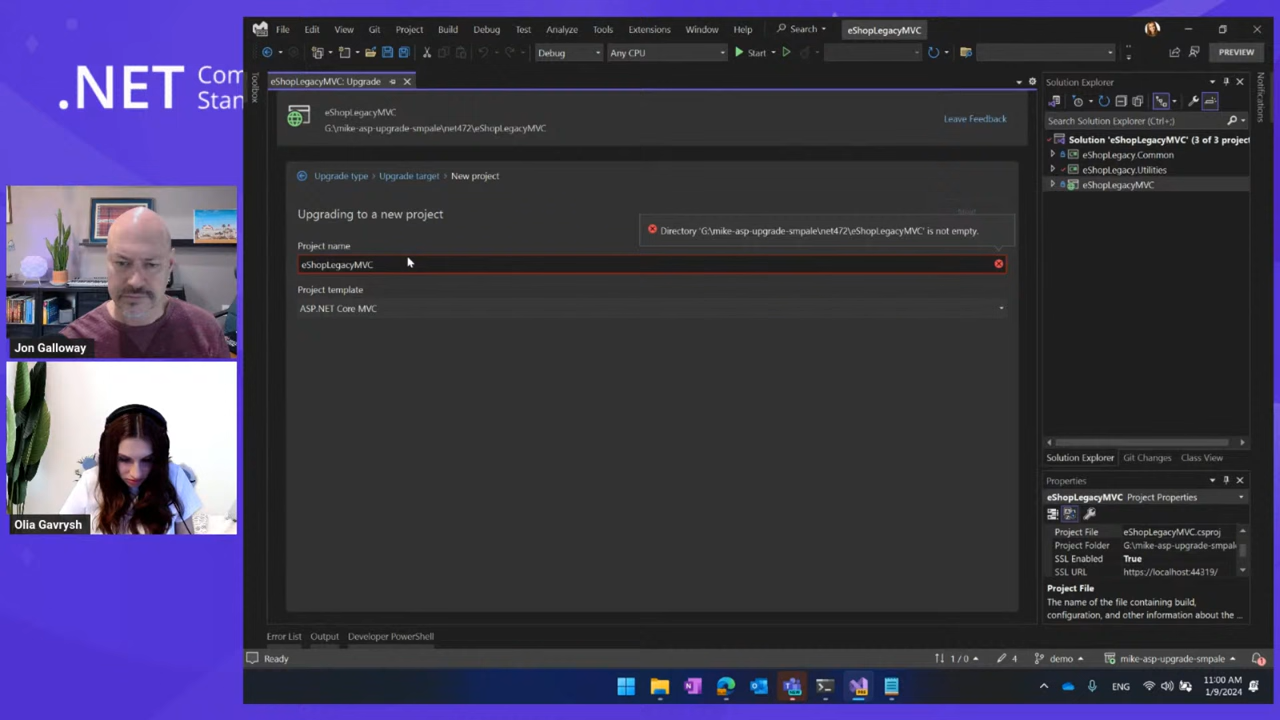 .NET Com
Stan
Jon Galloway
Olia Gavrysh
File Edit View Git Project Build Debug Test Analyze Tools Extensions Window Help Search eShopLegacyMVC
Debug Any CPU Start PREVIEW
Toolbox
eShopLegacyMVC: Upgrade
eShopLegacyMVC
G:\mike-asp-upgrade-smpale\net472\eShopLegacyMVC
Leave Feedback
Upgrade type > Upgrade target > New project
Upgrading to a new project
Directory 'G:\mike-asp-upgrade-smpale\net472\eShopLegacyMVC' is not empty.
Project name
eShopLegacyMVC
Project template
ASP.NET Core MVC
Error List Output Developer PowerShell
Solution Explorer
Search Solution Explorer (Ctrl+;)
Solution 'eShopLegacyMVC' (3 of 3 project
eShopLegacy.Common
eShopLegacy.Utilities
eShopLegacyMVC
Solution Explorer Git Changes Class View
Properties
eShopLegacyMVC Project Properties
Project File eShopLegacyMVC.csproj
Project Folder G:\mike-asp-upgrade-smpale
SSL Enabled True
SSL URL https://localhost:44319/
Project File
The name of the file containing build,
configuration, and other information about the ...
Notifications
Ready 1 / 0 4 demo mike-asp-upgrade-smpale 1
ENG 11:00 AM
1/9/2024